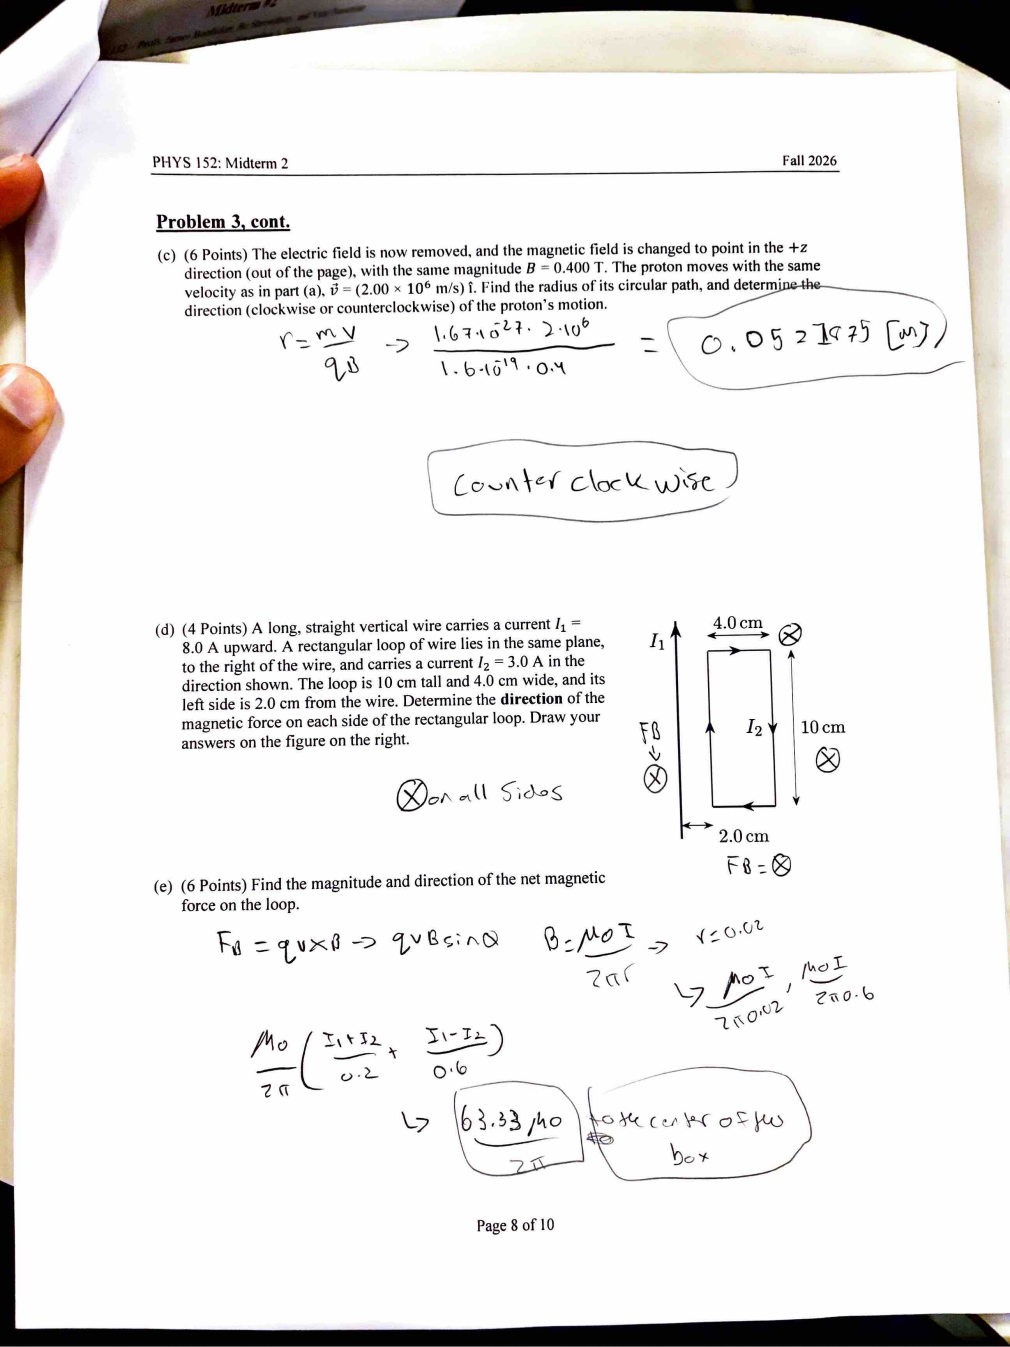 Midterm #2
PHYS 152: Midterm 2
Fall 2026
Problem 3, cont.
(c) (6 Points) The electric field is now removed, and the magnetic field is changed to point in the +z
direction (out of the page), with the same magnitude B = 0.400 T. The proton moves with the same
velocity as in part (a), v⃗ = (2.00 × 10⁶ m/s) î. Find the radius of its circular path, and determine the
direction (clockwise or counterclockwise) of the proton's motion.
r = mv/qB → 1.67·10⁻²⁷·2·10⁶ / 1.6·10⁻¹⁹·0.4 = 0.0521875 [m]
Counter clockwise
(d) (4 Points) A long, straight vertical wire carries a current I₁ =
8.0 A upward. A rectangular loop of wire lies in the same plane,
to the right of the wire, and carries a current I₂ = 3.0 A in the
direction shown. The loop is 10 cm tall and 4.0 cm wide, and its
left side is 2.0 cm from the wire. Determine the direction of the
magnetic force on each side of the rectangular loop. Draw your
answers on the figure on the right.
4.0 cm ⊗
I₁
FB
↓
⊗
I₂
10 cm
⊗
2.0 cm
FB = ⊗
⊗ on all Sides
(e) (6 Points) Find the magnitude and direction of the net magnetic
force on the loop.
F_B = qv×B → qvBsinθ B = μ₀I/2πr → r=0.02
↳ μ₀I/2π0.02 , μ₀I/2π0.6
μ₀/2π ( I₁+I₂/0.2 + I₁-I₂/0.6 )
↳ 63.33 μ₀/2π to the center of the
box
Page 8 of 10